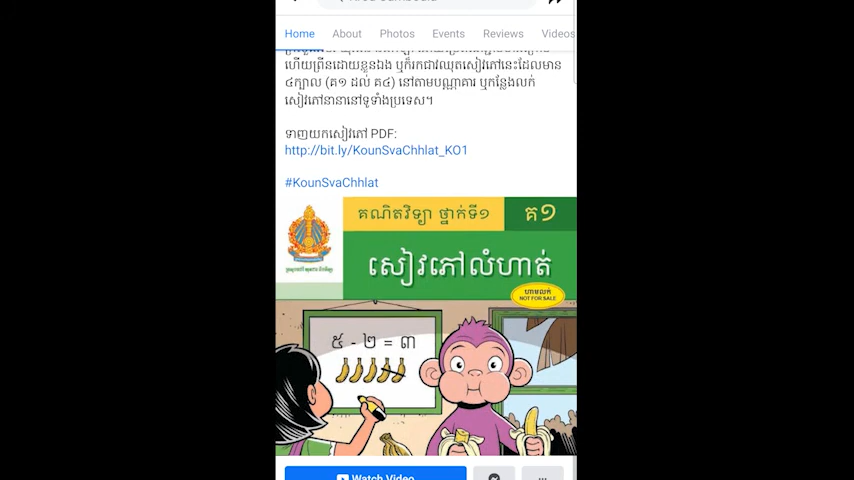 Home About Photos Events Reviews Videos
ហើយព្រីនដោយខ្លួនឯង ឬក៏រកជាវឈុតសៀវភៅនេះដែលមាន
៤ក្បាល (គ១ ដល់ គ៤) នៅតាមបណ្ណាគារ ឬកន្លែងលក់
សៀវភៅនានានៅទូទាំងប្រទេស។
ទាញយកសៀវភៅ PDF:
http://bit.ly/KounSvaChhlat_KO1
#KounSvaChhlat
គណិតវិទ្យា ថ្នាក់ទី១ គ១
សៀវភៅលំហាត់
ហាមលក់
NOT FOR SALE
៥ - ២ = ៣
Watch Video